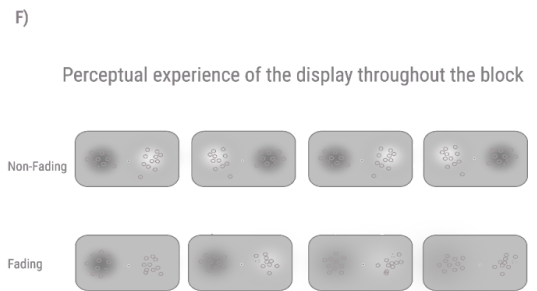 F)
Perceptual experience of the display throughout the block
Non-Fading
Fading